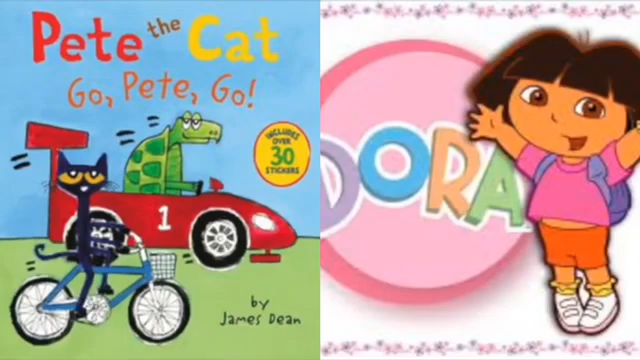 Pete the Cat
Go, Pete, Go!
INCLUDES
OVER
30
STICKERS
1
by
James Dean
DORA